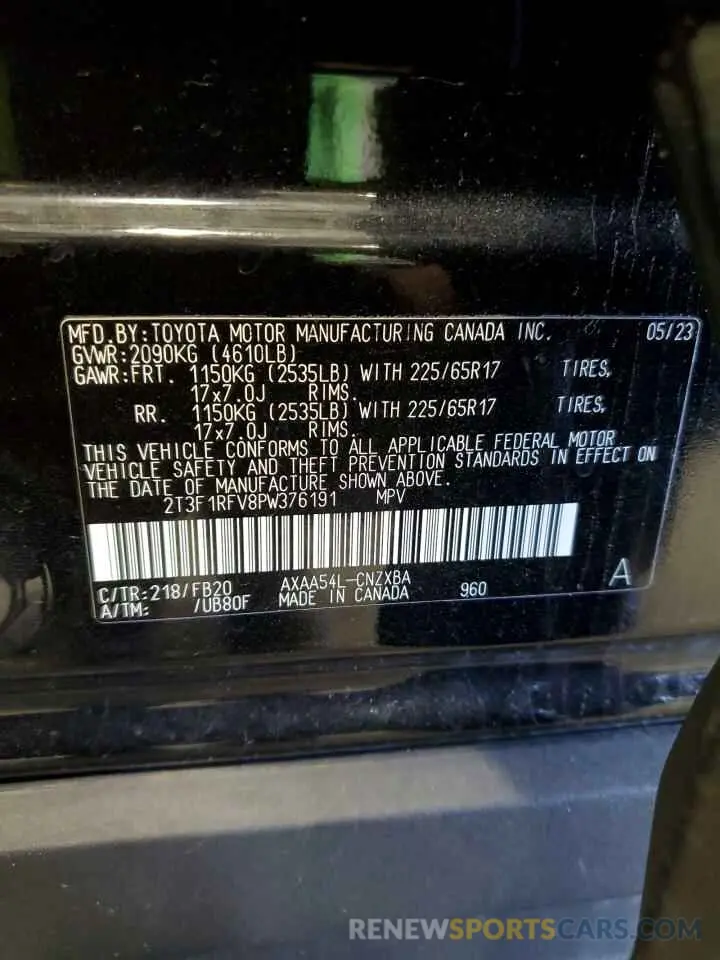 MFD.BY:TOYOTA MOTOR MANUFACTURING CANADA INC. 05/23
GVWR:2090KG (4610LB)
GAWR:FRT. 1150KG (2535LB) WITH 225/65R17 TIRES,
17x7.0J RIMS.
RR. 1150KG (2535LB) WITH 225/65R17 TIRES,
17x7.0J RIMS.
THIS VEHICLE CONFORMS TO ALL APPLICABLE FEDERAL MOTOR
VEHICLE SAFETY AND THEFT PREVENTION STANDARDS IN EFFECT ON
THE DATE OF MANUFACTURE SHOWN ABOVE.
2T3F1RFV8PW376191 MPV
C/TR:218/FB20 AXAA54L-CNZXBA A
A/TM: /UB80F MADE IN CANADA 960
RENEWSPORTSCARS.COM